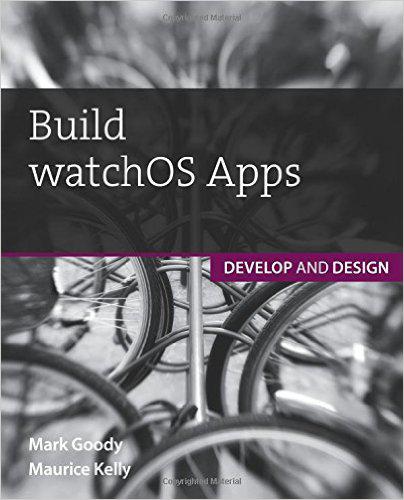 Copyrighted Material
Build
watchOS Apps
DEVELOP AND DESIGN
Mark Goody
Maurice Kelly
Copyrighted Material